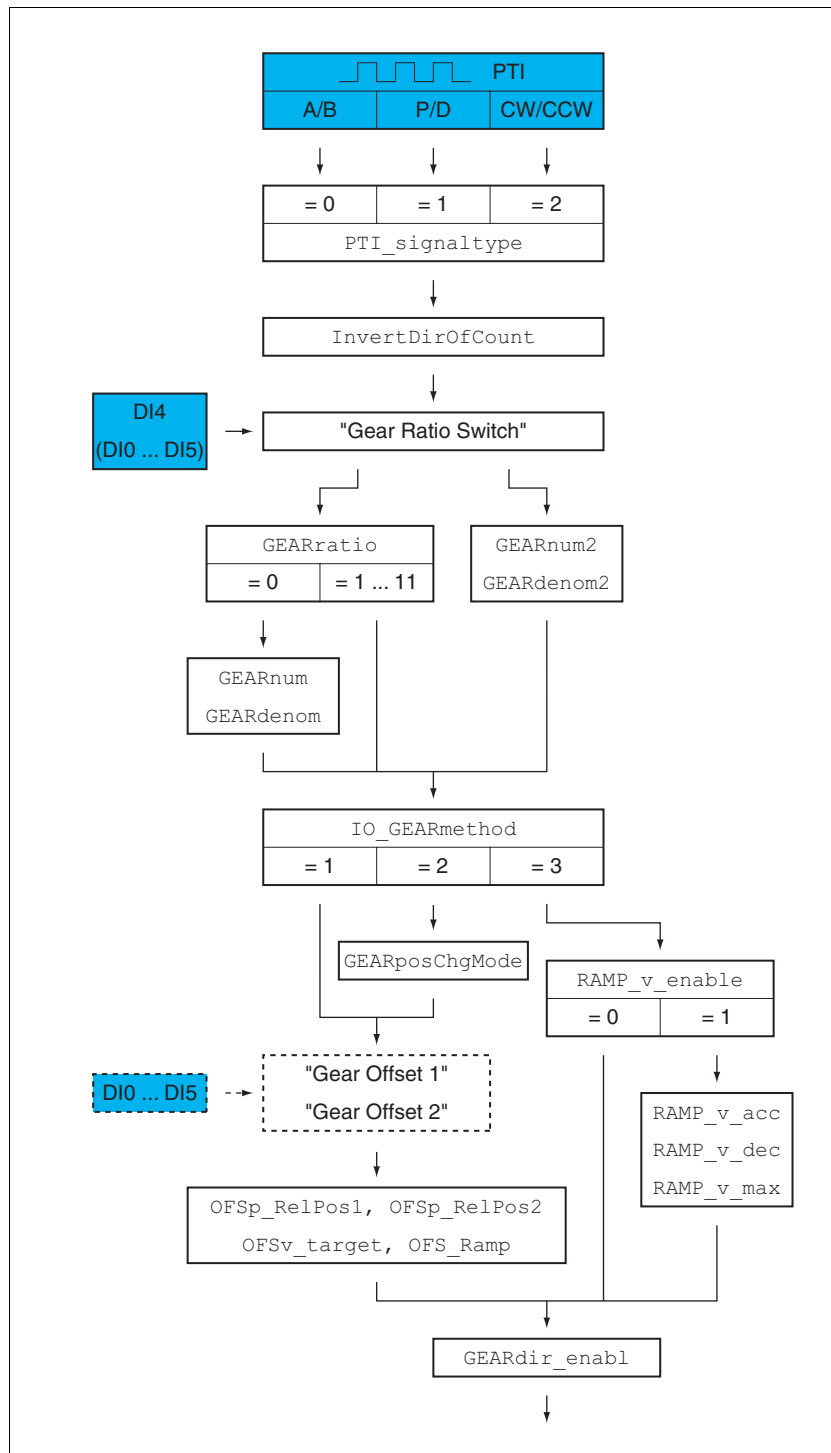 PTI
A/B P/D CW/CCW
= 0 = 1 = 2
PTI_signaltype
InvertDirOfCount
DI4
(DI0 ... DI5)
"Gear Ratio Switch"
GEARratio
= 0 = 1 ... 11
GEARnum2
GEARdenom2
GEARnum
GEARdenom
IO_GEARmethod
= 1 = 2 = 3
GEARposChgMode
RAMP_v_enable
= 0 = 1
DI0 ... DI5
"Gear Offset 1"
"Gear Offset 2"
RAMP_v_acc
RAMP_v_dec
RAMP_v_max
OFSp_RelPos1, OFSp_RelPos2
OFSv_target, OFS_Ramp
GEARdir_enabl